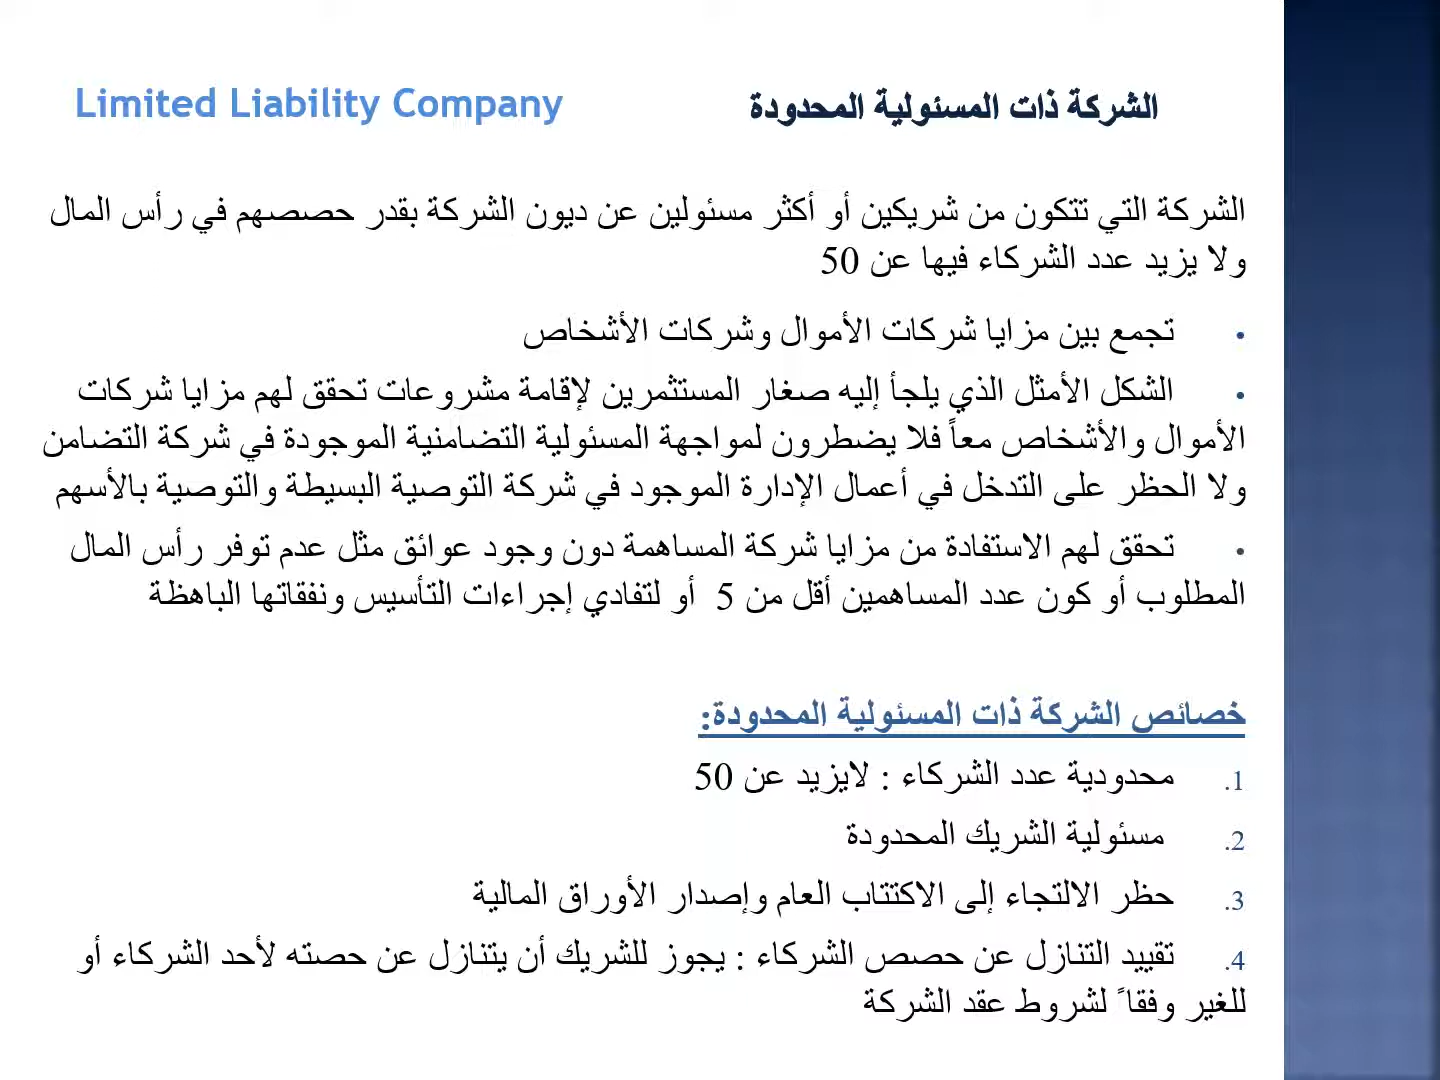 الشركة ذات المسئولية المحدودة
Limited Liability Company
الشركة التي تتكون من شريكين أو أكثر مسئولين عن ديون الشركة بقدر حصصهم في رأس المال
ولا يزيد عدد الشركاء فيها عن 50
• تجمع بين مزايا شركات الأموال وشركات الأشخاص
• الشكل الأمثل الذي يلجأ إليه صغار المستثمرين لإقامة مشروعات تحقق لهم مزايا شركات
الأموال والأشخاص معاً فلا يضطرون لمواجهة المسئولية التضامنية الموجودة في شركة التضامن
ولا الحظر على التدخل في أعمال الإدارة الموجود في شركة التوصية البسيطة والتوصية بالأسهم
• تحقق لهم الاستفادة من مزايا شركة المساهمة دون وجود عوائق مثل عدم توفر رأس المال
المطلوب أو كون عدد المساهمين أقل من 5 أو لتفادي إجراءات التأسيس ونفقاتها الباهظة
خصائص الشركة ذات المسئولية المحدودة:
1. محدودية عدد الشركاء : لايزيد عن 50
2. مسئولية الشريك المحدودة
3. حظر الالتجاء إلى الاكتتاب العام وإصدار الأوراق المالية
4. تقييد التنازل عن حصص الشركاء : يجوز للشريك أن يتنازل عن حصته لأحد الشركاء أو
للغير وفقاً لشروط عقد الشركة